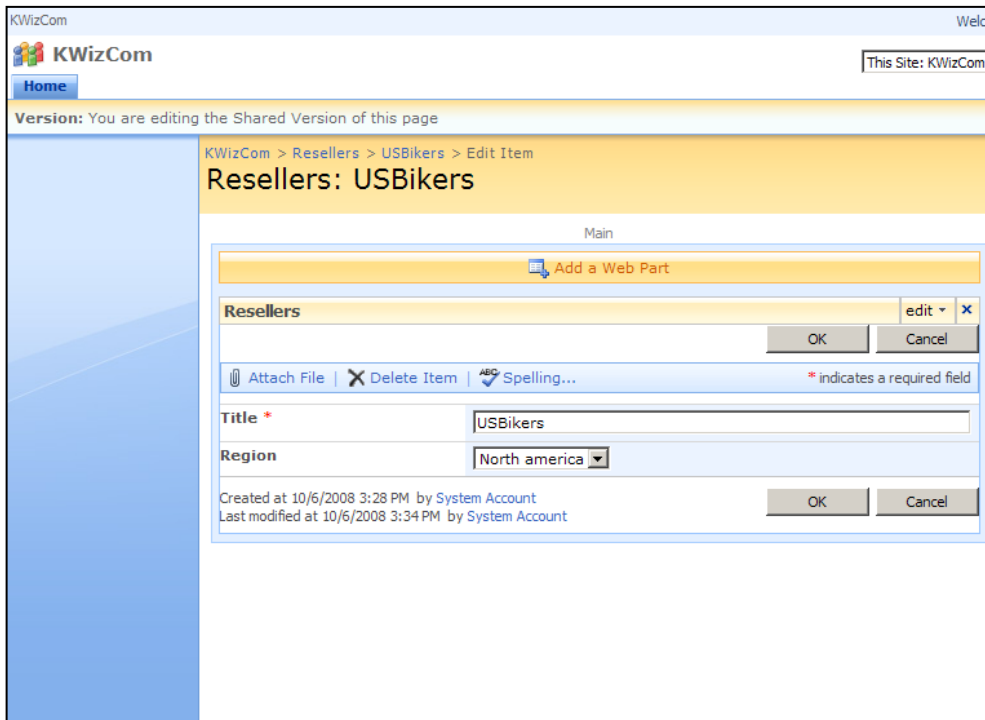 KWizCom Welc
KWizCom
This Site: KWizCom
Home
Version: You are editing the Shared Version of this page
KWizCom > Resellers > USBikers > Edit Item
Resellers: USBikers
Main
Add a Web Part
Resellers edit
OK Cancel
Attach File | Delete Item | ABC Spelling... * indicates a required field
Title * USBikers
Region North america
Created at 10/6/2008 3:28 PM by System Account OK Cancel
Last modified at 10/6/2008 3:34 PM by System Account